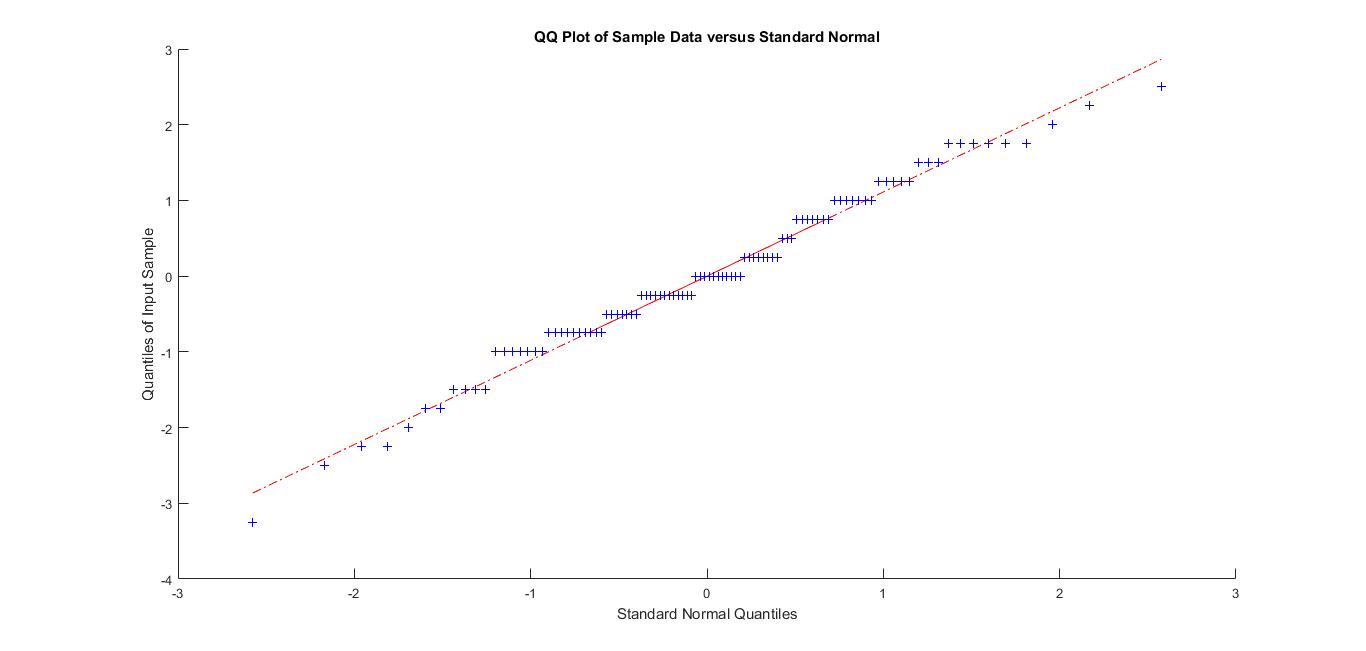 QQ Plot of Sample Data versus Standard Normal
3
2
1
0
-1
-2
-3
-4
Quantiles of Input Sample
-3 -2 -1 0 1 2 3
Standard Normal Quantiles